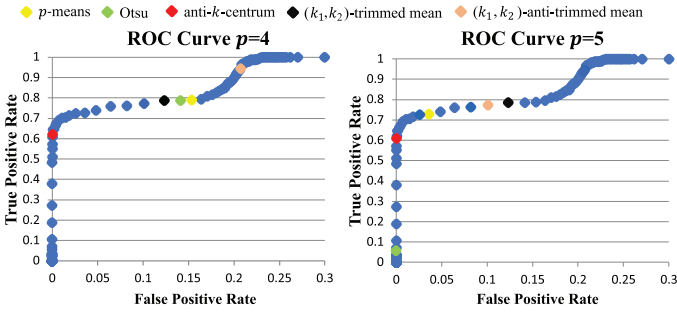 p-means Otsu anti-k-centrum (k₁, k₂)-trimmed mean (k₁, k₂)-anti-trimmed mean
ROC Curve p=4 ROC Curve p=5
True Positive Rate
1
0.9
0.8
0.7
0.6
0.5
0.4
0.3
0.2
0.1
0
0 0.05 0.1 0.15 0.2 0.25 0.3
False Positive Rate
True Positive Rate
1
0.9
0.8
0.7
0.6
0.5
0.4
0.3
0.2
0.1
0
0 0.05 0.1 0.15 0.2 0.25 0.3
False Positive Rate